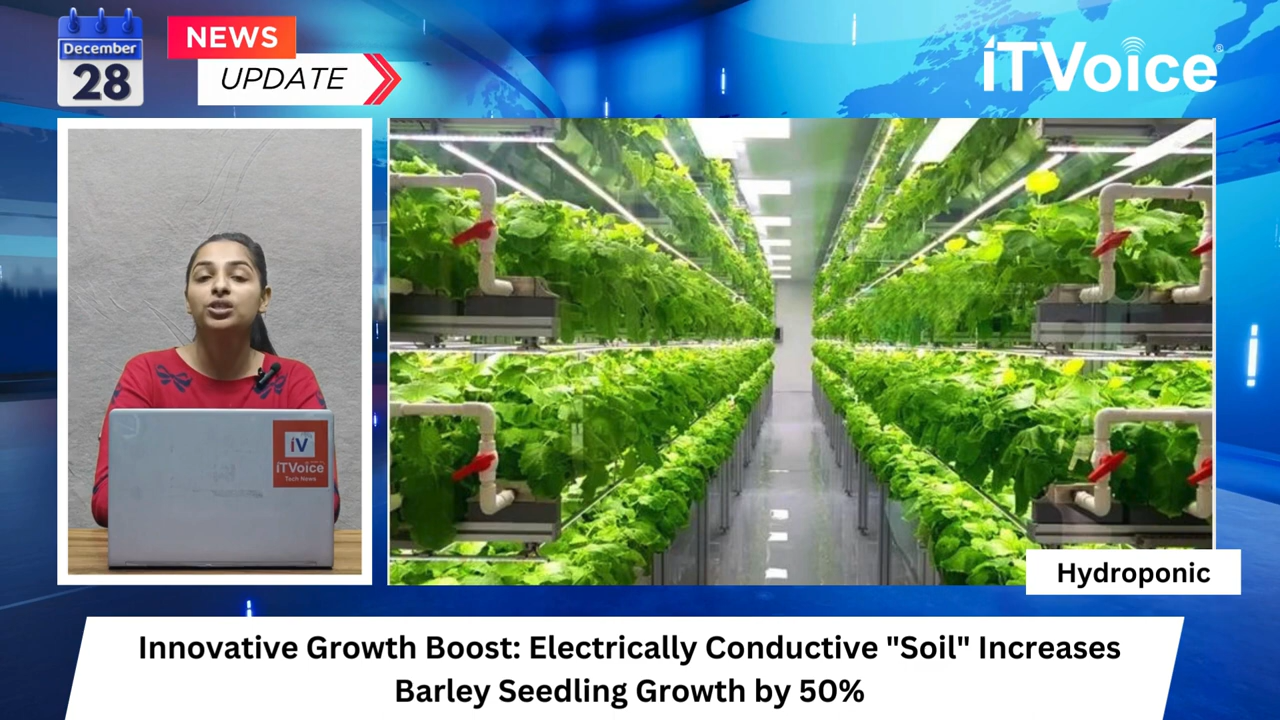 December
28
NEWS
UPDATE
iTVoice®
iV
iTVoice
Tech News
Hydroponic
Innovative Growth Boost: Electrically Conductive "Soil" Increases
Barley Seedling Growth by 50%